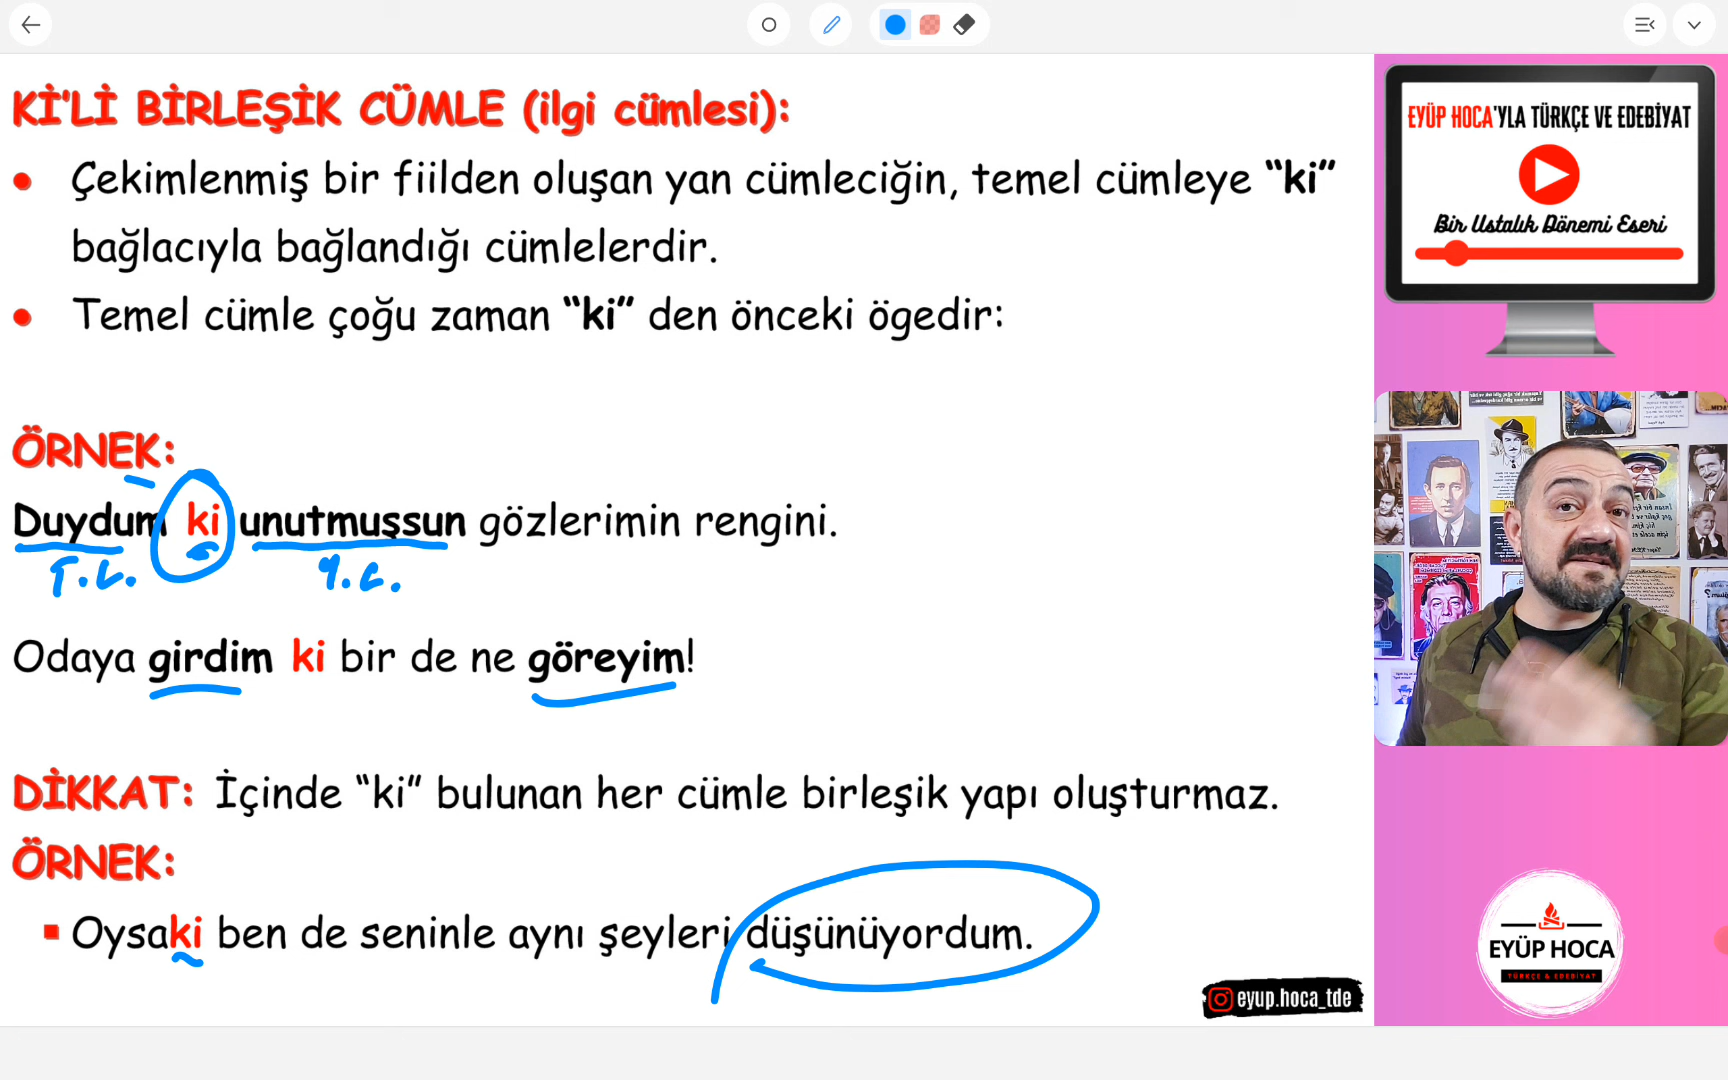 Kİ'Lİ BİRLEŞİK CÜMLE (ilgi cümlesi):
• Çekimlenmiş bir fiilden oluşan yan cümleciğin, temel cümleye “ki”
bağlacıyla bağlandığı cümlelerdir.
• Temel cümle çoğu zaman “ki” den önceki ögedir:
ÖRNEK:
Duydum ki unutmuşsun gözlerimin rengini.
T.C. Y.C.
Odaya girdim ki bir de ne göreyim!
DİKKAT: İçinde “ki” bulunan her cümle birleşik yapı oluşturmaz.
ÖRNEK:
▪ Oysaki ben de seninle aynı şeyleri düşünüyordum.
eyup.hoca_tde
EYÜP HOCA'YLA TÜRKÇE VE EDEBİYAT
Bir Ustalık Dönemi Eseri
EYÜP HOCA
TÜRKÇE & EDEBİYAT